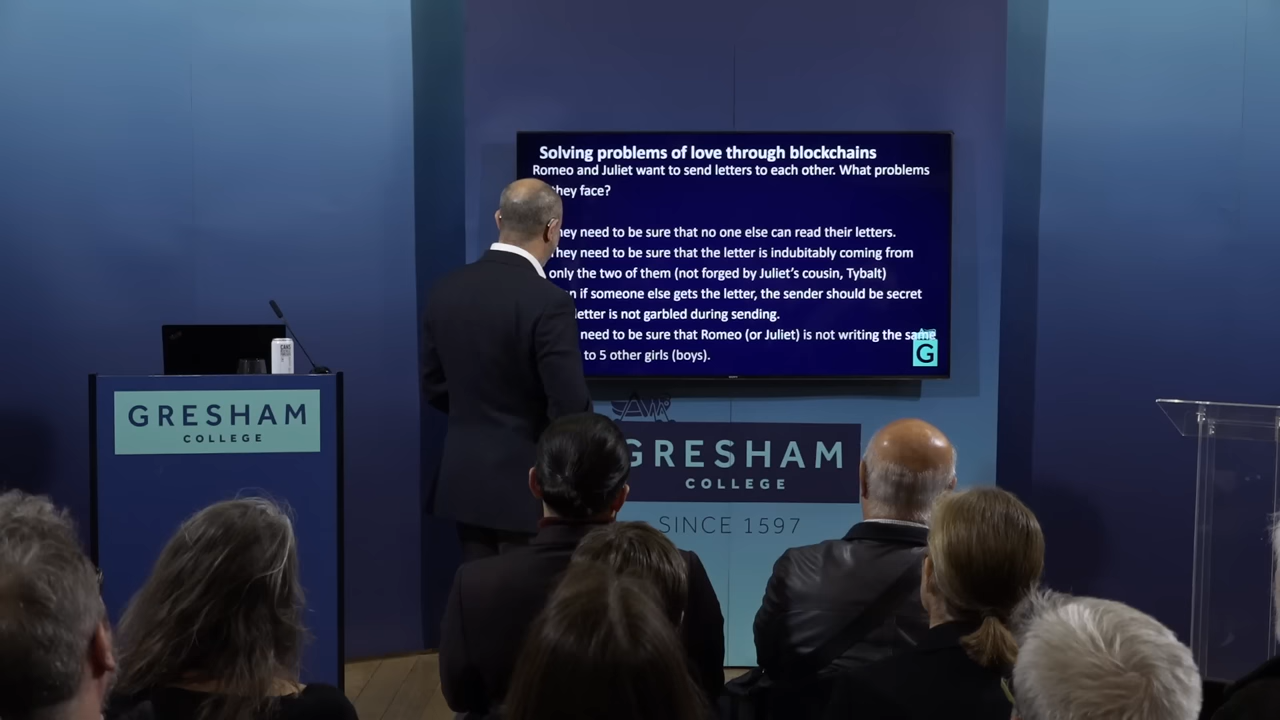 Solving problems of love through blockchains
Romeo and Juliet want to send letters to each other. What problems
they face?
They need to be sure that no one else can read their letters.
They need to be sure that the letter is indubitably coming from
only the two of them (not forged by Juliet's cousin, Tybalt)
if someone else gets the letter, the sender should be secret
letter is not garbled during sending.
need to be sure that Romeo (or Juliet) is not writing the same
to 5 other girls (boys).
G
GRESHAM
COLLEGE
GRESHAM
COLLEGE
SINCE 1597